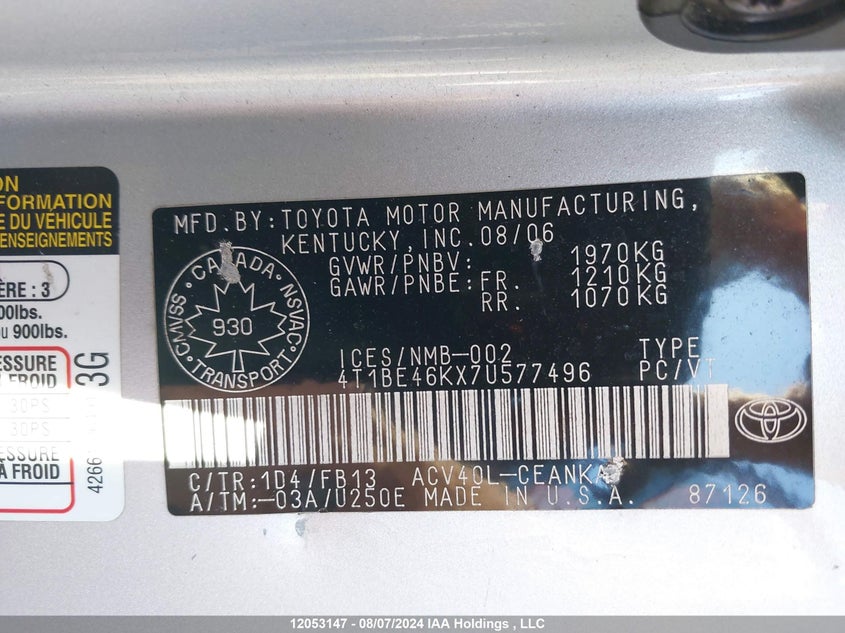 ON
FORMATION
E DU VÉHICULE
ENSEIGNEMENTS
ÈRE : 3
00lbs.
ou 900lbs.
ESSURE
FROID
30PS
30PS
ESSURE
À FROID
4266
3G
MFD.BY:TOYOTA MOTOR MANUFACTURING,
KENTUCKY,INC.08/06
GVWR/PNBV: 1970KG
GAWR/PNBE:FR. 1210KG
RR. 1070KG
CANADA
CMVSS
NSVAC
930
TRANSPORT
ICES/NMB-002 TYPE
4T1BE46KX7U577496 PC/VT
C/TR:1D4/FB13 ACV40L-CEANKA
A/TM:-03A/U250E MADE IN U.S.A. 87126
12053147 - 08/07/2024 IAA Holdings , LLC